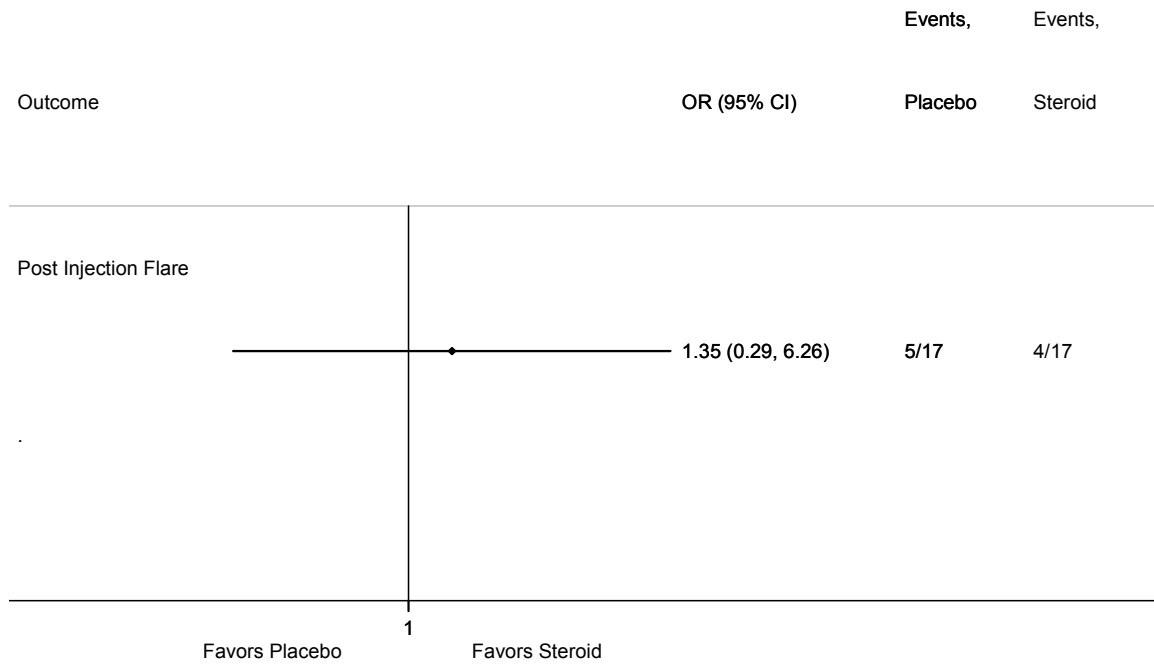 Events, Events,
Outcome OR (95% CI) Placebo Steroid
Post Injection Flare
1.35 (0.29, 6.26) 5/17 4/17
.
1
Favors Placebo Favors Steroid